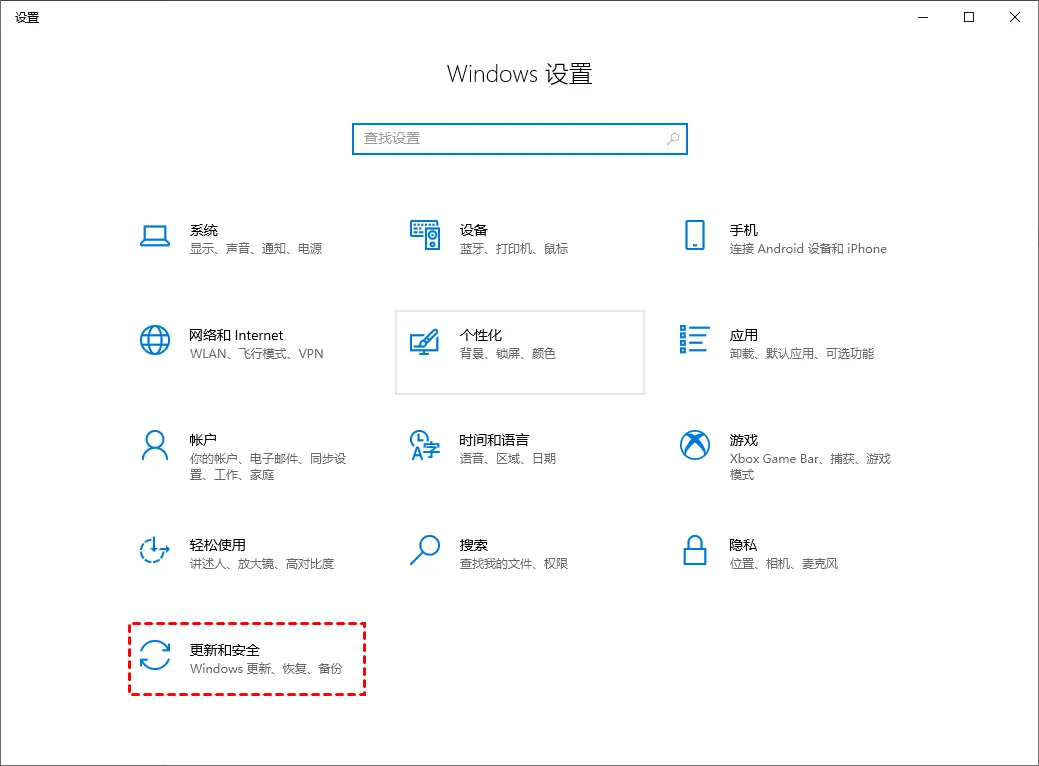 设置
Windows 设置
查找设置
系统
显示、声音、通知、电源
设备
蓝牙、打印机、鼠标
手机
连接 Android 设备和 iPhone
网络和 Internet
WLAN、飞行模式、VPN
个性化
背景、锁屏、颜色
应用
卸载、默认应用、可选功能
帐户
你的帐户、电子邮件、同步设
置、工作、家庭
时间和语言
语音、区域、日期
游戏
Xbox Game Bar、捕获、游戏
模式
轻松使用
讲述人、放大镜、高对比度
搜索
查找我的文件、权限
隐私
位置、相机、麦克风
更新和安全
Windows 更新、恢复、备份